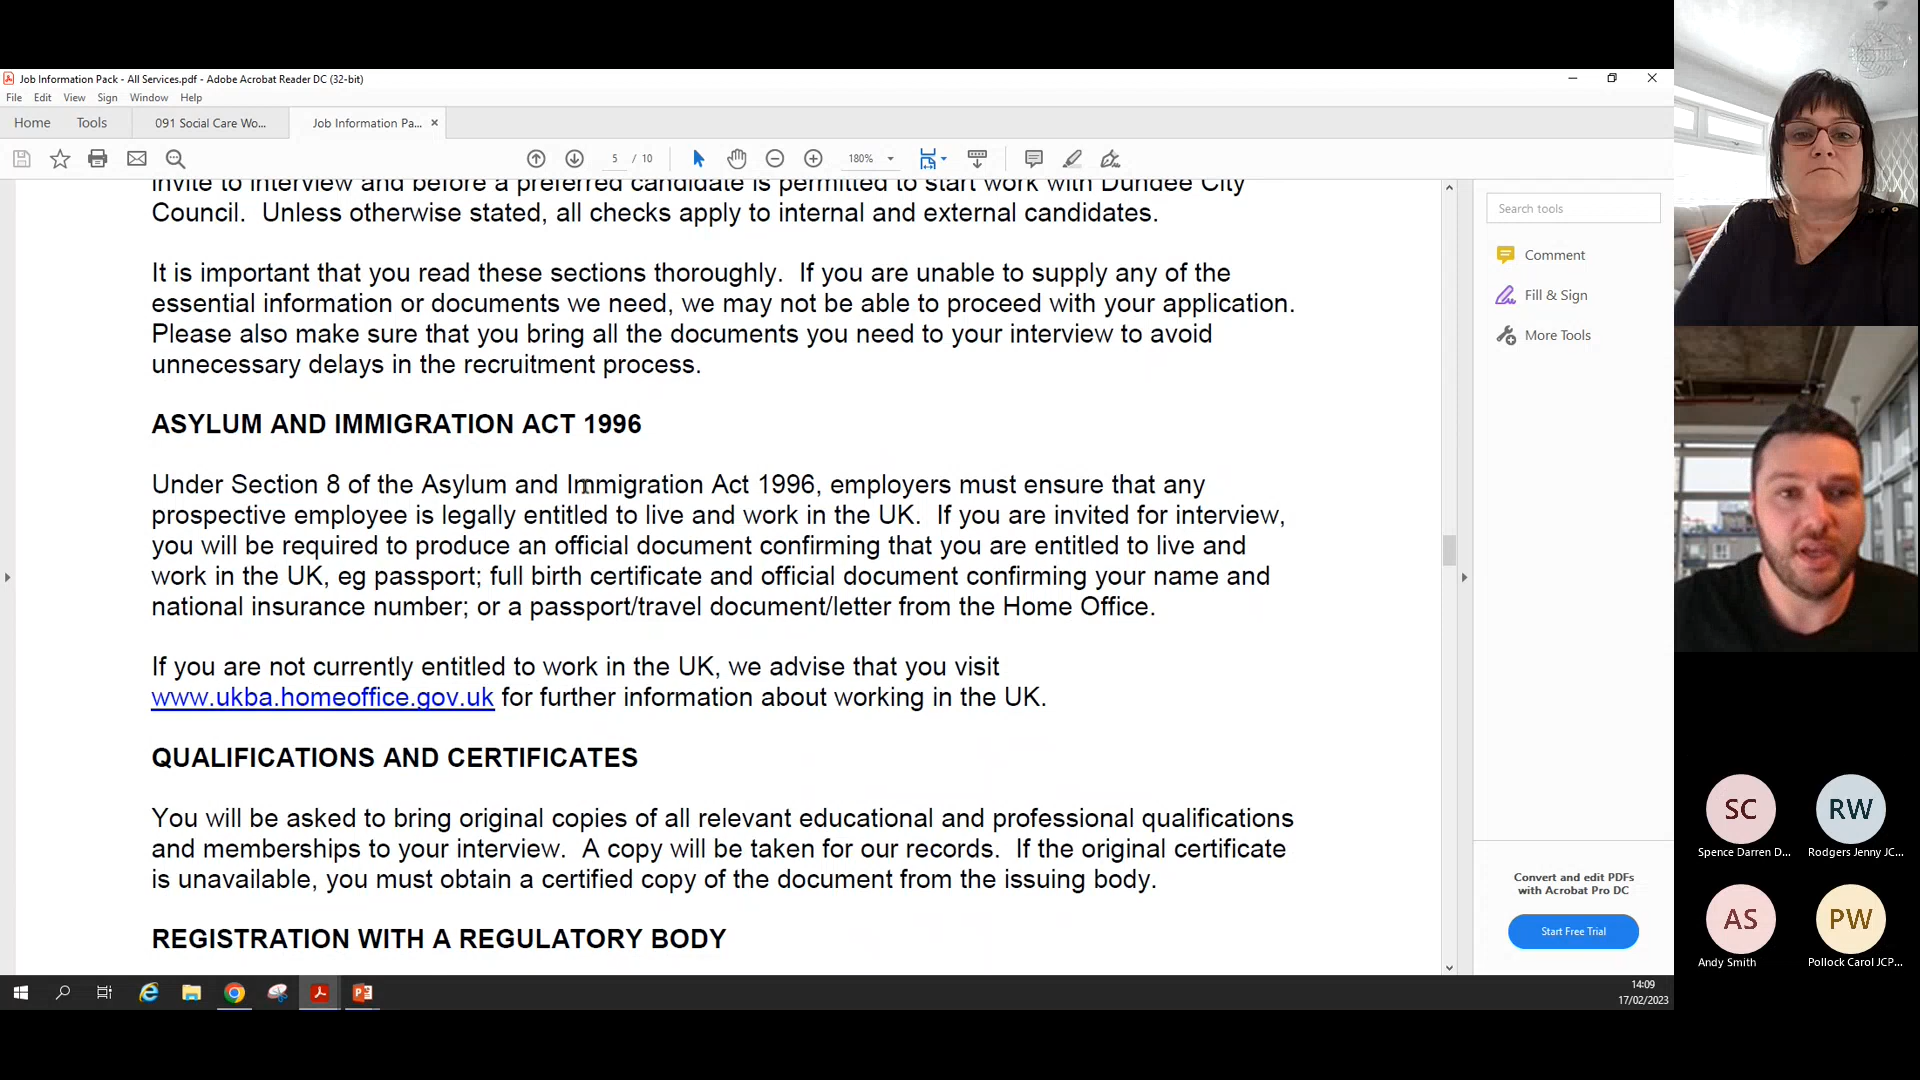 Job Information Pack - All Services.pdf - Adobe Acrobat Reader DC (32-bit)
File Edit View Sign Window Help
Home Tools 091 Social Care Wo... Job Information Pa... ×
5 / 10 180%
invite to interview and before a preferred candidate is permitted to start work with Dundee City
Council. Unless otherwise stated, all checks apply to internal and external candidates.
It is important that you read these sections thoroughly. If you are unable to supply any of the
essential information or documents we need, we may not be able to proceed with your application.
Please also make sure that you bring all the documents you need to your interview to avoid
unnecessary delays in the recruitment process.
ASYLUM AND IMMIGRATION ACT 1996
Under Section 8 of the Asylum and Immigration Act 1996, employers must ensure that any
prospective employee is legally entitled to live and work in the UK. If you are invited for interview,
you will be required to produce an official document confirming that you are entitled to live and
work in the UK, eg passport; full birth certificate and official document confirming your name and
national insurance number; or a passport/travel document/letter from the Home Office.
If you are not currently entitled to work in the UK, we advise that you visit
www.ukba.homeoffice.gov.uk for further information about working in the UK.
QUALIFICATIONS AND CERTIFICATES
You will be asked to bring original copies of all relevant educational and professional qualifications
and memberships to your interview. A copy will be taken for our records. If the original certificate
is unavailable, you must obtain a certified copy of the document from the issuing body.
REGISTRATION WITH A REGULATORY BODY
Search tools
Comment
Fill & Sign
More Tools
Convert and edit PDFs
with Acrobat Pro DC
Start Free Trial
14:09
17/02/2023
SC RW
Spence Darren D... Rodgers Jenny JC...
AS PW
Andy Smith Pollock Carol JCP...